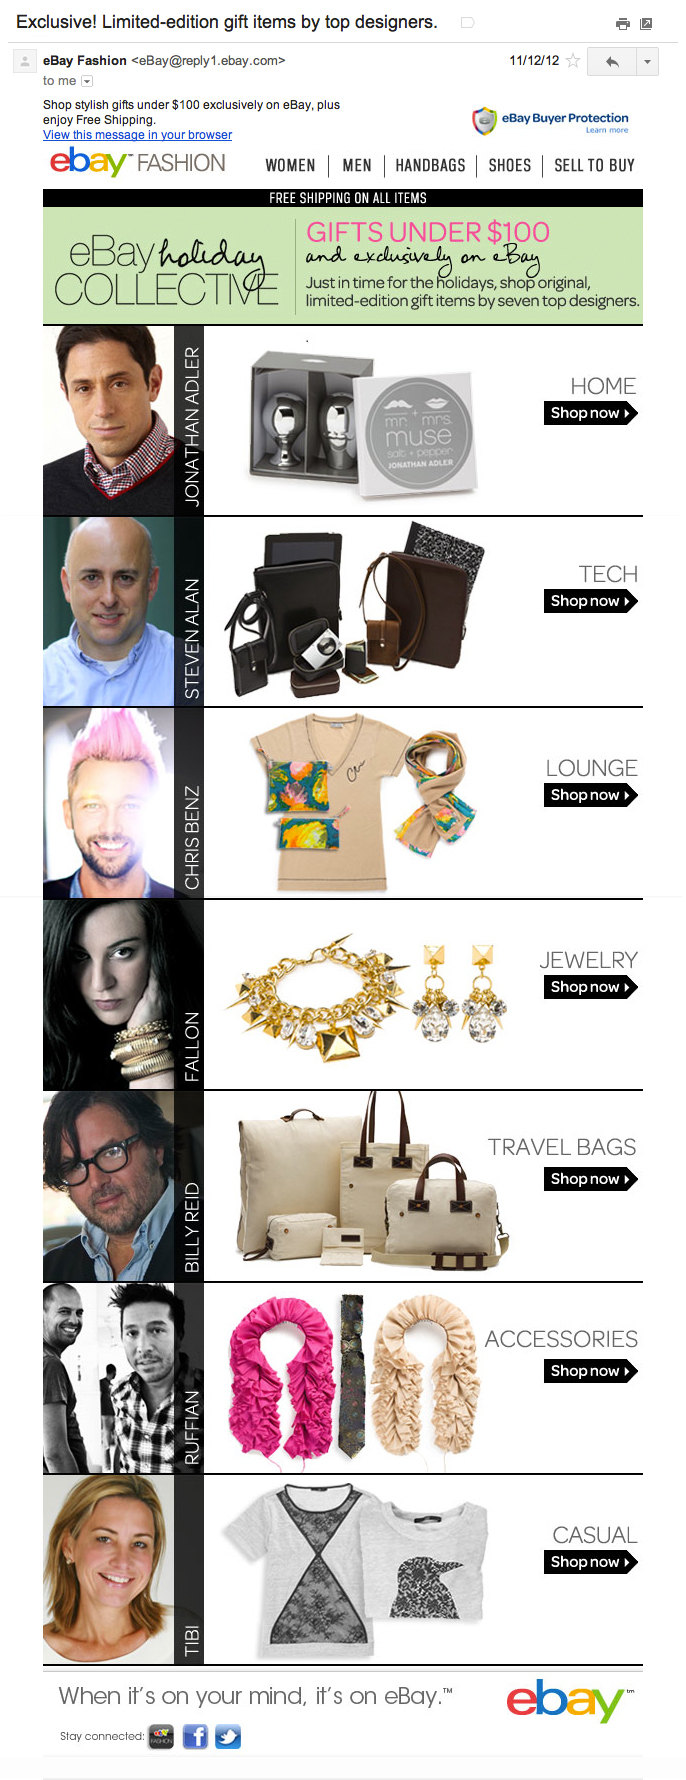 Exclusive! Limited-edition gift items by top designers.
eBay Fashion <eBay@reply1.ebay.com>
11/12/12
to me
Shop stylish gifts under $100 exclusively on eBay, plus
enjoy Free Shipping.
View this message in your browser
eBay Buyer Protection
Learn more
ebay™ FASHION
WOMEN | MEN | HANDBAGS | SHOES | SELL TO BUY
FREE SHIPPING ON ALL ITEMS
eBay holiday
COLLECTIVE
GIFTS UNDER $100
and exclusively on eBay
Just in time for the holidays, shop original,
limited-edition gift items by seven top designers.
JONATHAN ADLER
mr. + mrs.
muse
salt + pepper
JONATHAN ADLER
HOME
Shop now
STEVEN ALAN
TECH
Shop now
CHRIS BENZ
LOUNGE
Shop now
FALLON
JEWELRY
Shop now
BILLY REID
TRAVEL BAGS
Shop now
RUFFIAN
ACCESSORIES
Shop now
TIBI
CASUAL
Shop now
When it's on your mind, it's on eBay.™
ebay™
Stay connected:
FASHION
f